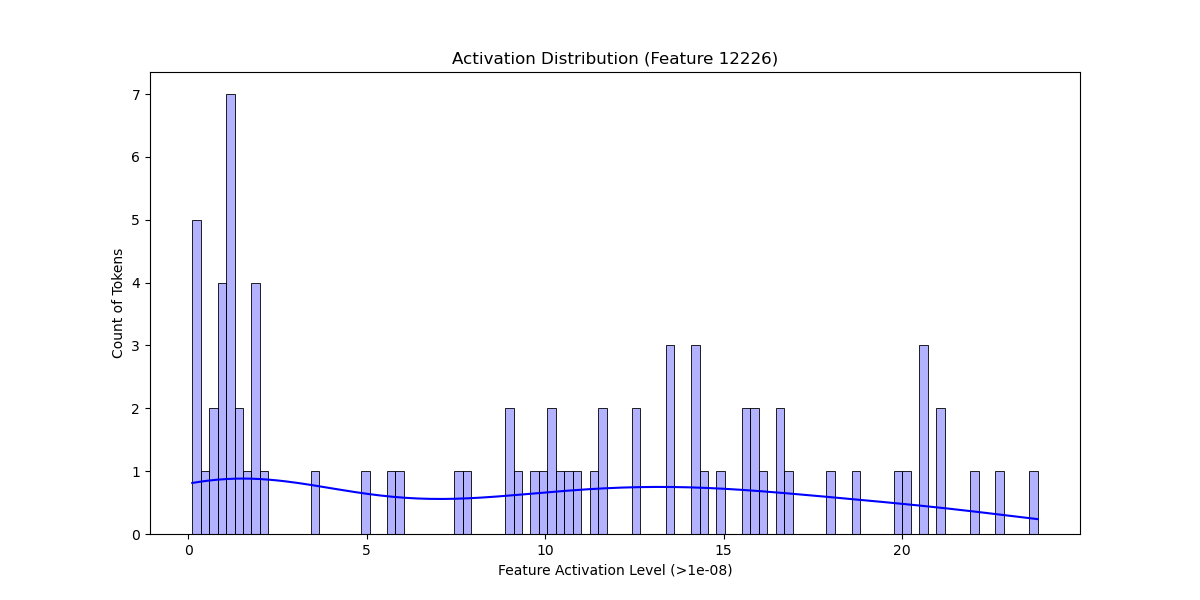 Activation Distribution (Feature 12226)
7
6
5
4
3
2
1
0
Count of Tokens
0 5 10 15 20
Feature Activation Level (>1e-08)